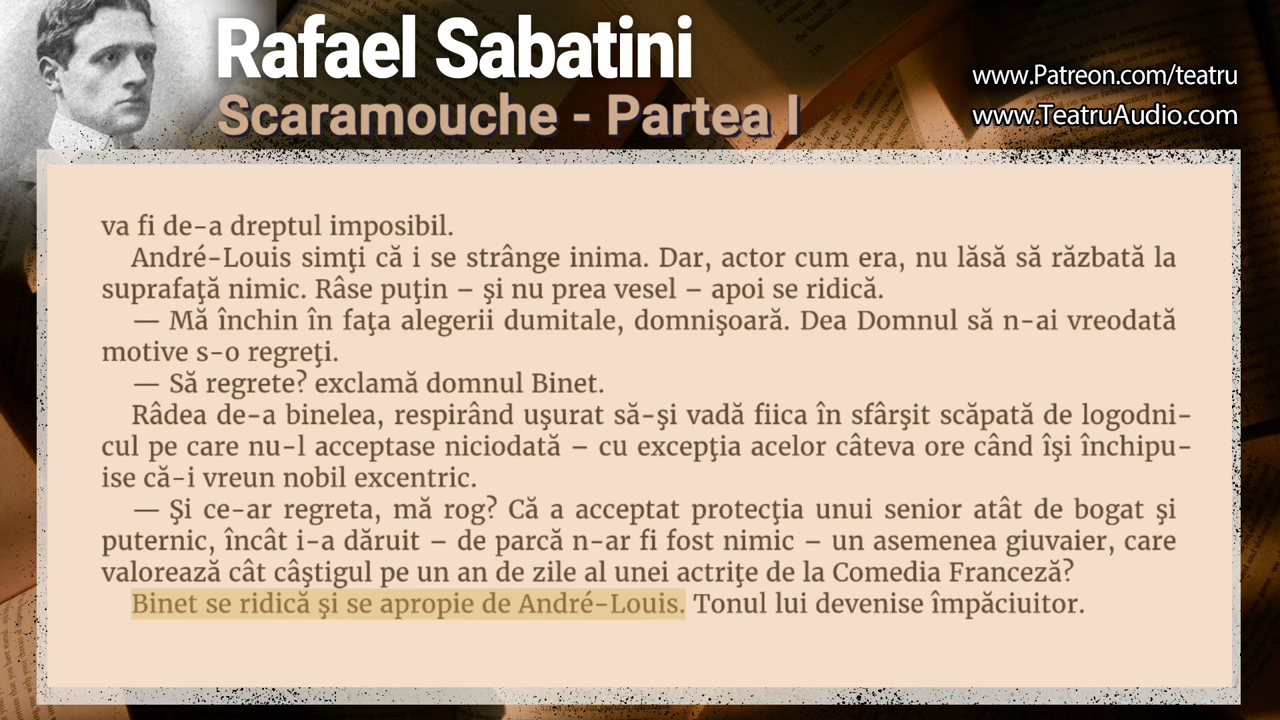 Rafael Sabatini
Scaramouche - Partea I
www.Patreon.com/teatru
www.TeatruAudio.com
va fi de-a dreptul imposibil.
André-Louis simţi că i se strânge inima. Dar, actor cum era, nu lăsă să răzbată la
suprafaţă nimic. Râse puţin – şi nu prea vesel – apoi se ridică.
— Mă închin în faţa alegerii dumitale, domnişoară. Dea Domnul să n-ai vreodată
motive s-o regreţi.
— Să regrete? exclamă domnul Binet.
Râdea de-a binelea, respirând uşurat să-şi vadă fiica în sfârşit scăpată de logodni-
cul pe care nu-l acceptase niciodată – cu excepţia acelor câteva ore când îşi închipu-
ise că-i vreun nobil excentric.
— Şi ce-ar regreta, mă rog? Că a acceptat protecţia unui senior atât de bogat şi
puternic, încât i-a dăruit – de parcă n-ar fi fost nimic – un asemenea giuvaier, care
valorează cât câştigul pe un an de zile al unei actriţe de la Comedia Franceză?
Binet se ridică şi se apropie de André-Louis. Tonul lui devenise împăciuitor.